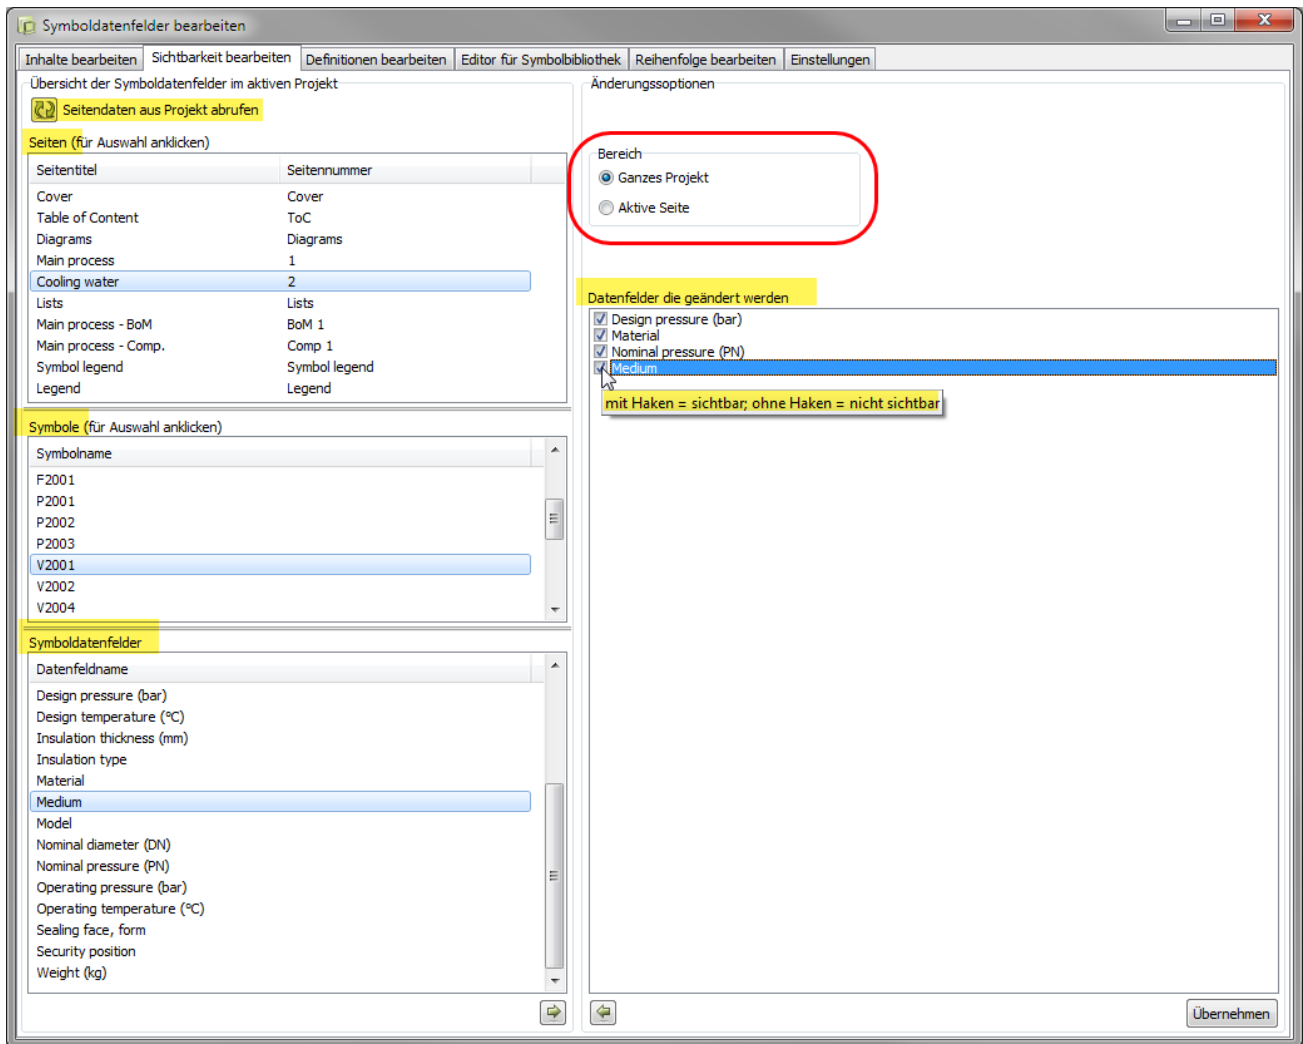 Symboldatenfelder bearbeiten
Inhalte bearbeiten Sichtbarkeit bearbeiten Definitionen bearbeiten Editor für Symbolbibliothek Reihenfolge bearbeiten Einstellungen
Übersicht der Symboldatenfelder im aktiven Projekt
Seitendaten aus Projekt abrufen
Seiten (für Auswahl anklicken)
Seitentitel Seitennummer
Cover Cover
Table of Content ToC
Diagrams Diagrams
Main process 1
Cooling water 2
Lists Lists
Main process - BoM BoM 1
Main process - Comp. Comp 1
Symbol legend Symbol legend
Legend Legend
Symbole (für Auswahl anklicken)
Symbolname
F2001
P2001
P2002
P2003
V2001
V2002
V2004
Symboldatenfelder
Datenfeldname
Design pressure (bar)
Design temperature (°C)
Insulation thickness (mm)
Insulation type
Material
Medium
Model
Nominal diameter (DN)
Nominal pressure (PN)
Operating pressure (bar)
Operating temperature (°C)
Sealing face, form
Security position
Weight (kg)
Änderungssoptionen
Bereich
Ganzes Projekt
Aktive Seite
Datenfelder die geändert werden
Design pressure (bar)
Material
Nominal pressure (PN)
Medium
mit Haken = sichtbar; ohne Haken = nicht sichtbar
Übernehmen